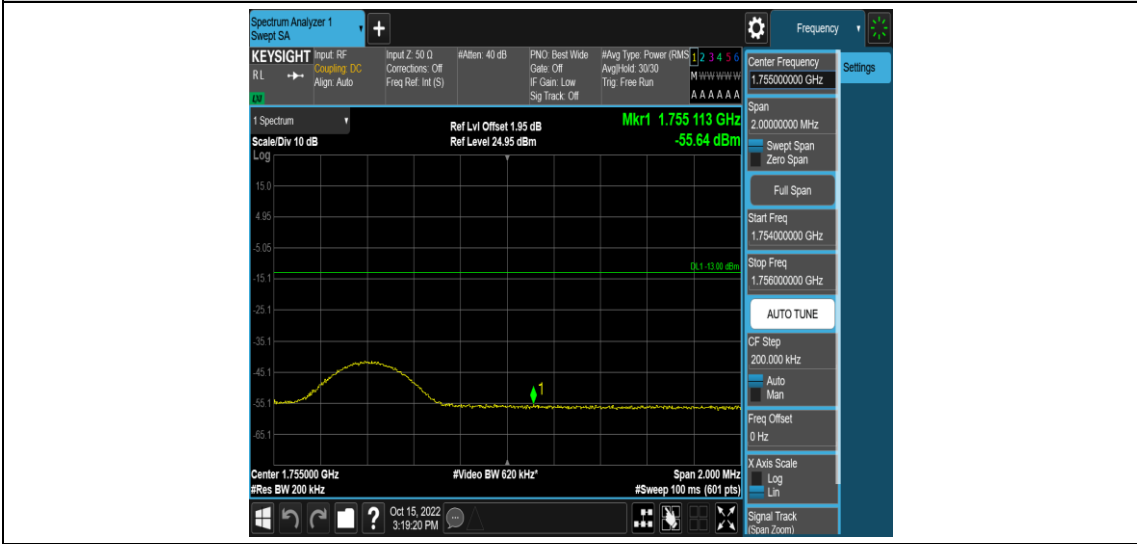 Spectrum Analyzer 1
Swept SA
+
Frequency
KEYSIGHT
RL
LXI
Input: RF
Coupling: DC
Align: Auto
Input Z: 50 Ω
Corrections: Off
Freq Ref: Int (S)
#Atten: 40 dB
PNO: Best Wide
Gate: Off
IF Gain: Low
Sig Track: Off
#Avg Type: Power (RMS
Avg|Hold: 30/30
Trig: Free Run
1 2 3 4 5 6
M W W W W W
A A A A A A
1 Spectrum
Scale/Div 10 dB
Log
Ref Lvl Offset 1.95 dB
Ref Level 24.95 dBm
Mkr1 1.755 113 GHz
-55.64 dBm
15.0
4.95
-5.05
DL1 -13.00 dBm
-15.1
-25.1
-35.1
-45.1
1
-55.1
-65.1
Center 1.755000 GHz
#Video BW 620 kHz*
Span 2.000 MHz
#Res BW 200 kHz
#Sweep 100 ms (601 pts)
?
Oct 15, 2022
3:19:20 PM
Center Frequency
1.755000000 GHz
Settings
Span
2.00000000 MHz
Swept Span
Zero Span
Full Span
Start Freq
1.754000000 GHz
Stop Freq
1.756000000 GHz
AUTO TUNE
CF Step
200.000 kHz
Auto
Man
Freq Offset
0 Hz
X Axis Scale
Log
Lin
Signal Track
(Span Zoom)